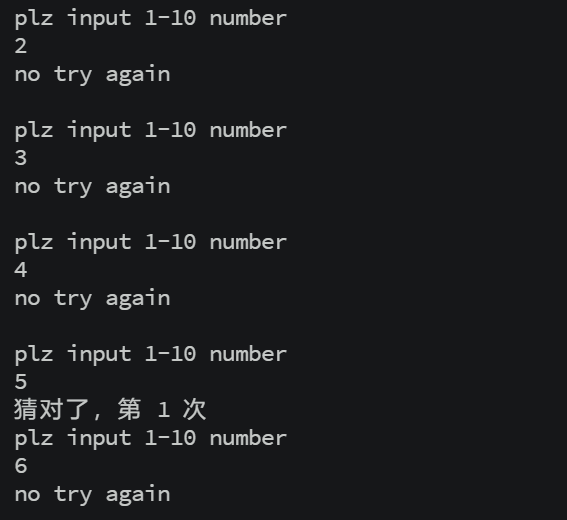 plz input 1-10 number
2
no try again
plz input 1-10 number
3
no try again
plz input 1-10 number
4
no try again
plz input 1-10 number
5
猜对了, 第 1 次
plz input 1-10 number
6
no try again